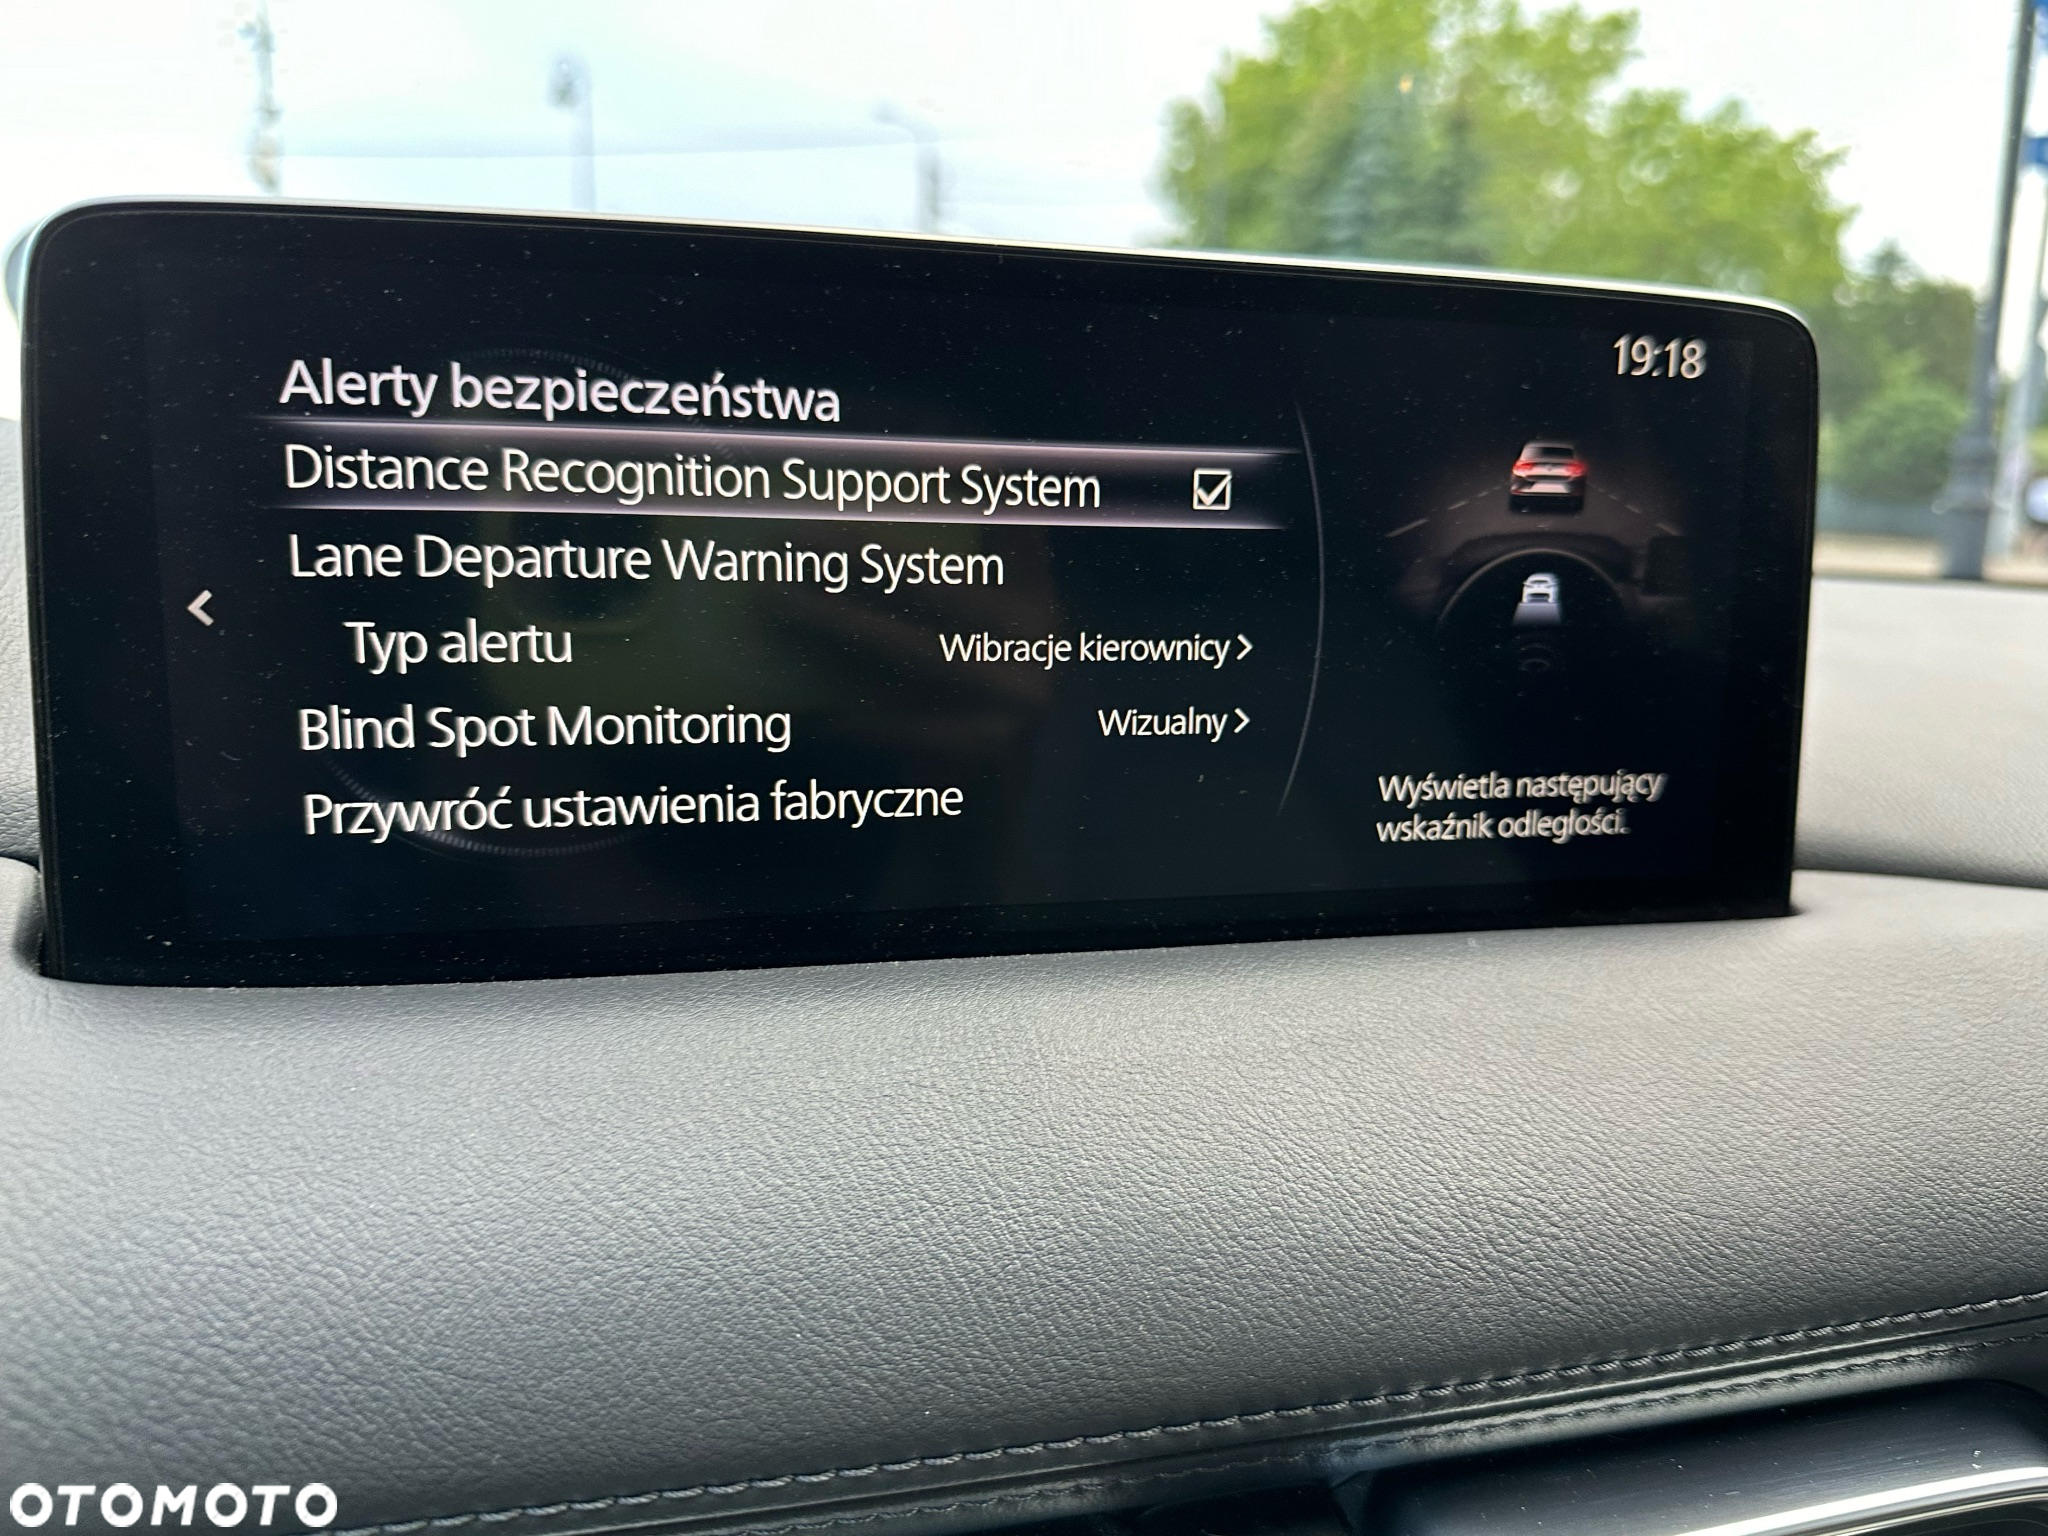 19:18
Alerty bezpieczeństwa
Distance Recognition Support System
Lane Departure Warning System
Typ alertu Wibracje kierownicy >
Blind Spot Monitoring Wizualny >
Przywróć ustawienia fabryczne
Wyświetla następujący
wskaźnik odległości.
OTOMOTO